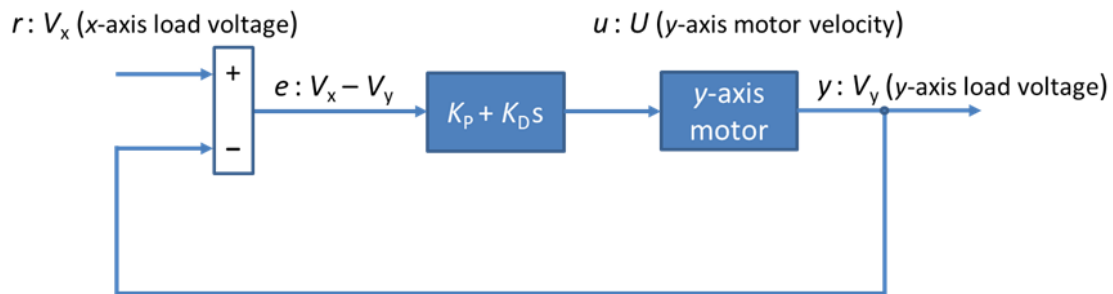 r : Vx (x-axis load voltage)
u : U (y-axis motor velocity)
+
e : Vx – Vy
KP + KDs
y-axis
motor
y : Vy (y-axis load voltage)
–